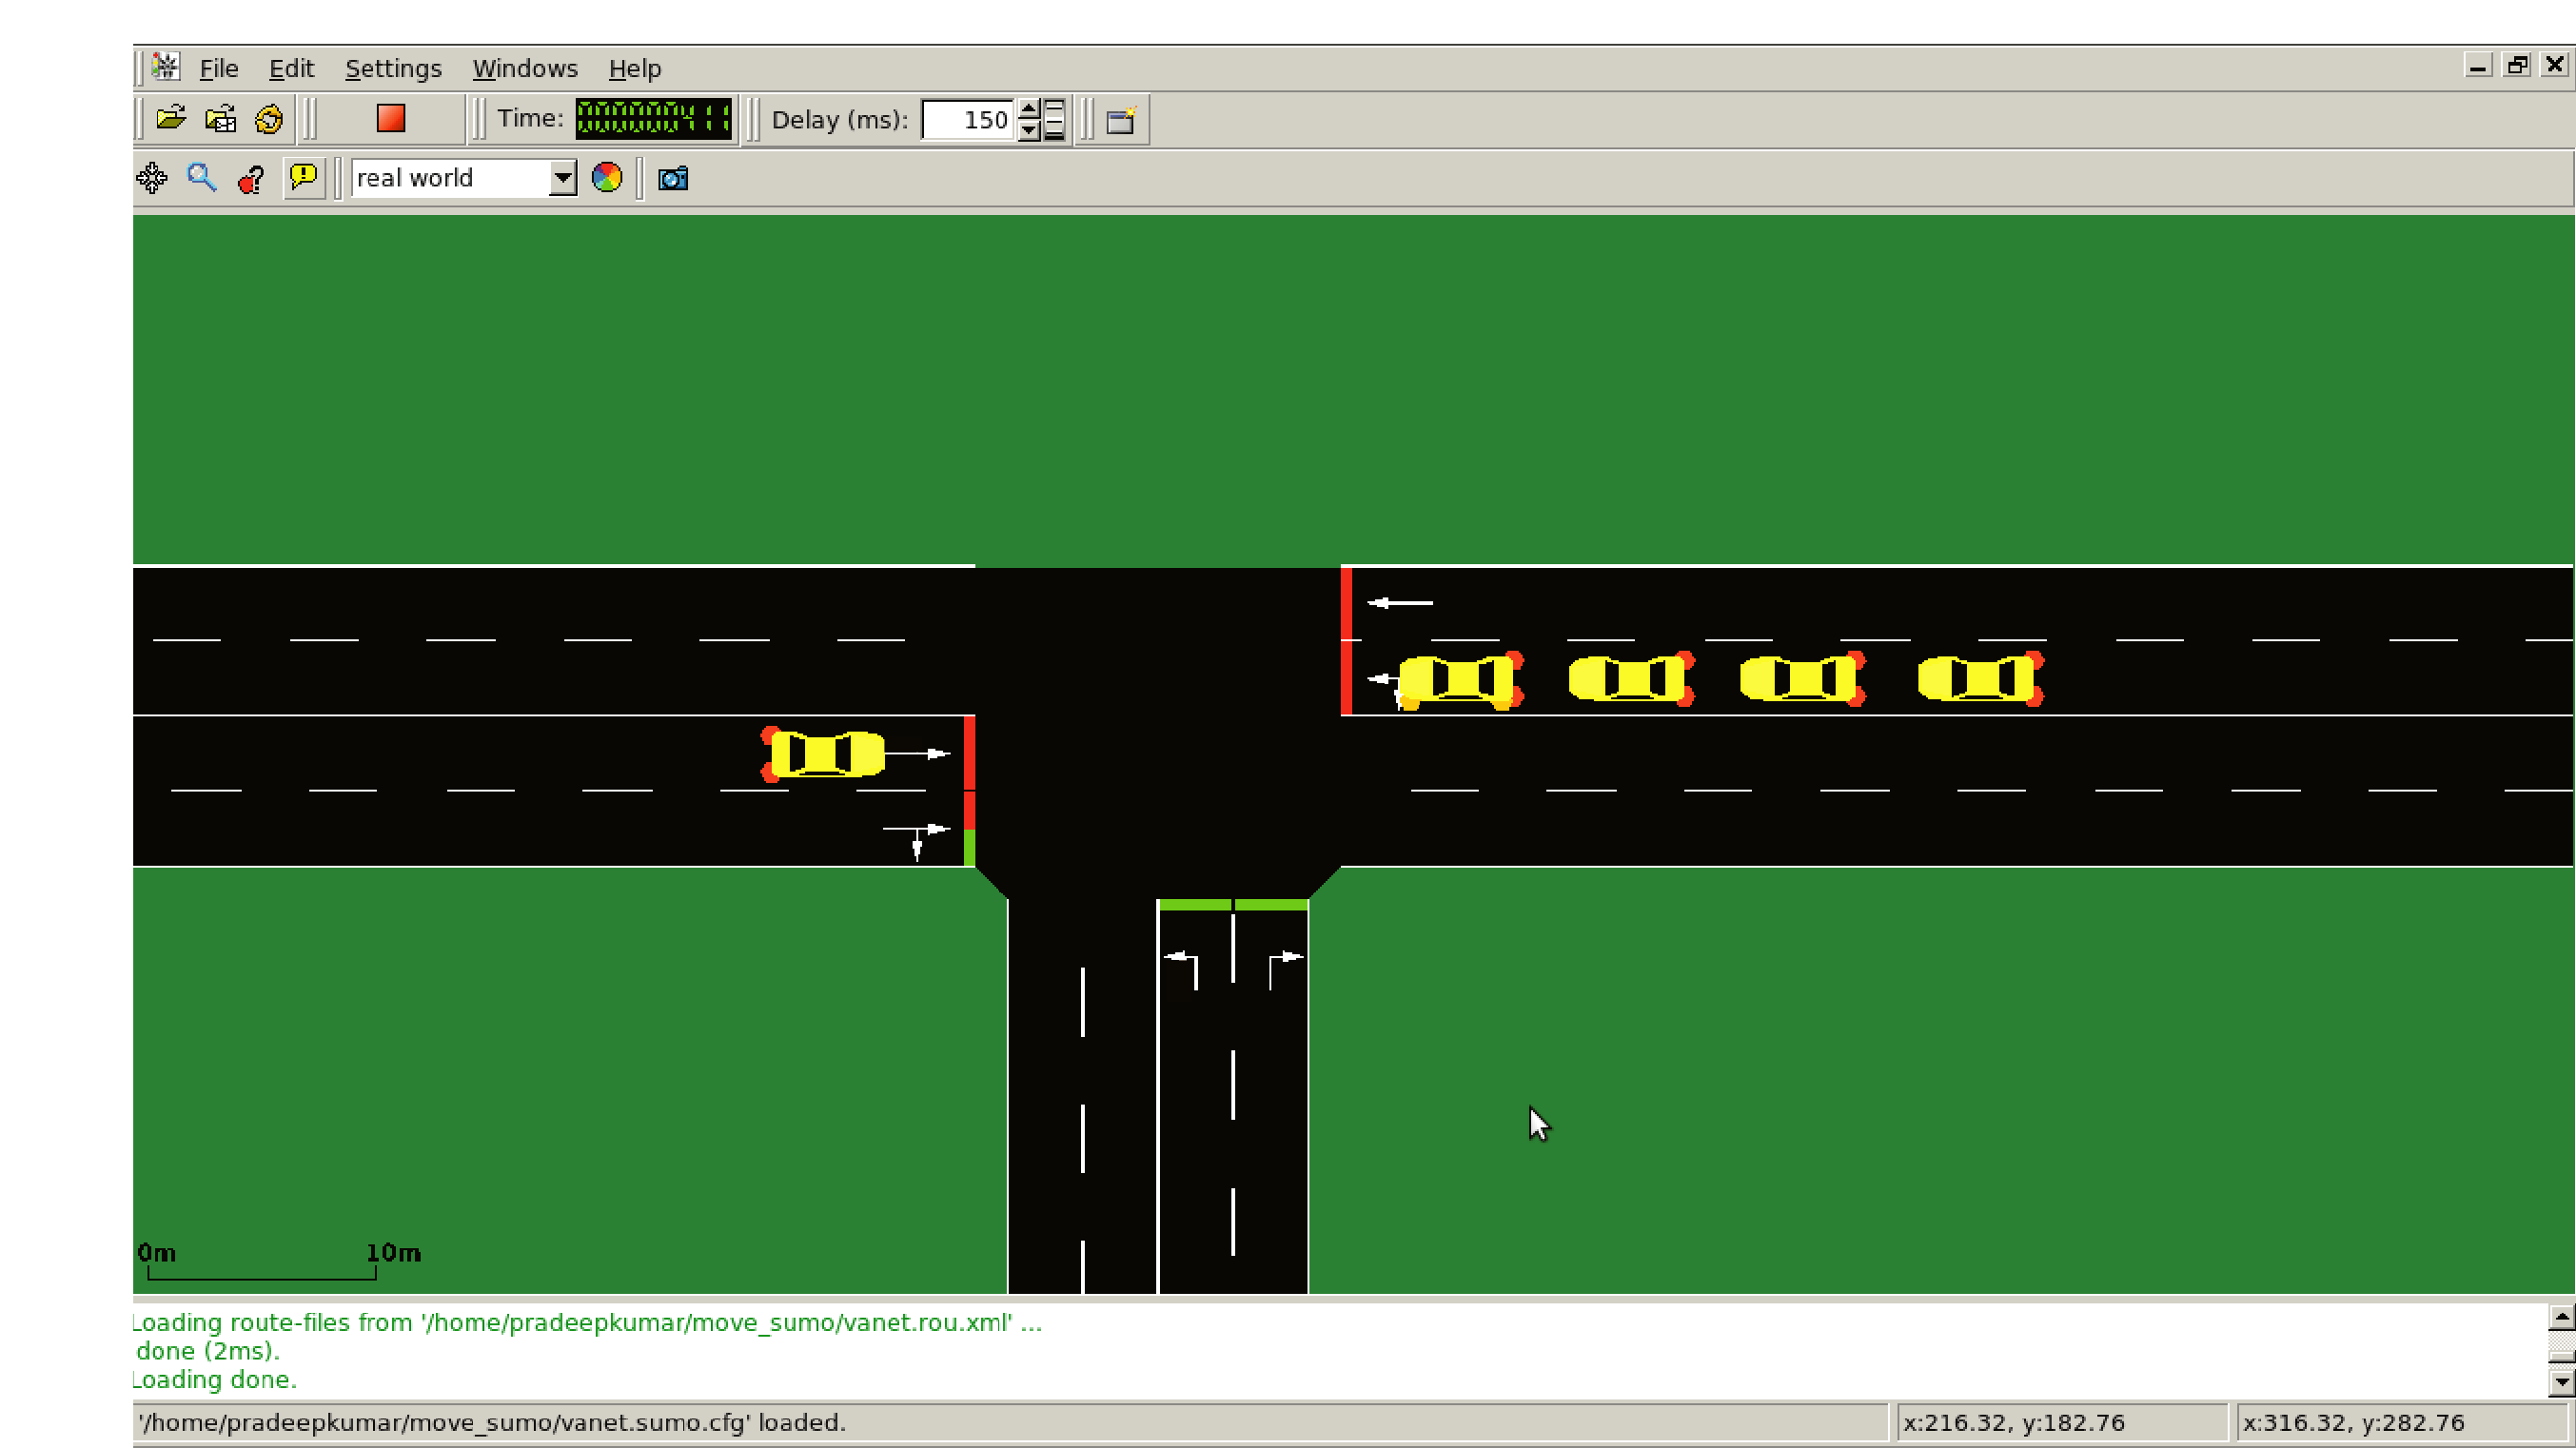 File Edit Settings Windows Help
Time: 000000411 Delay (ms): 150
real world
0m 10m
Loading route-files from '/home/pradeepkumar/move_sumo/vanet.rou.xml' ...
done (2ms).
Loading done.
'/home/pradeepkumar/move_sumo/vanet.sumo.cfg' loaded. x:216.32, y:182.76 x:316.32, y:282.76